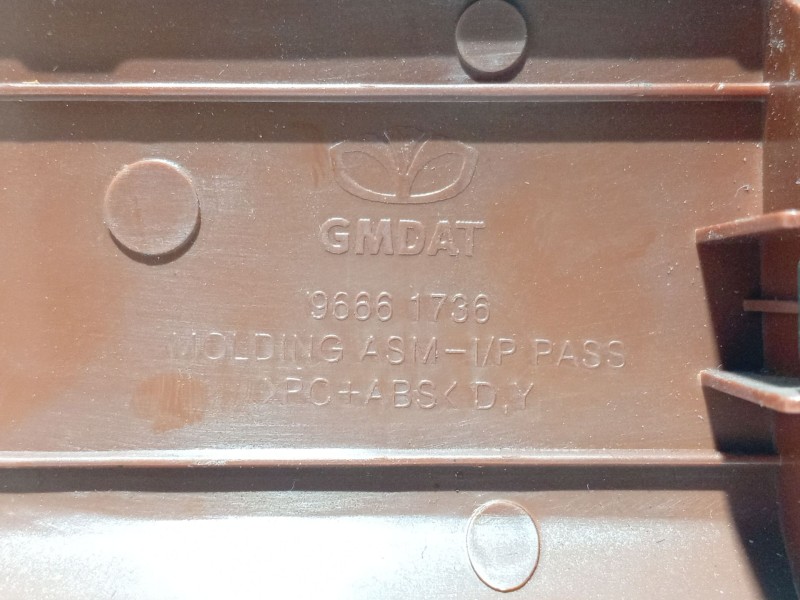 GMDAT
9666 1736
MOLDING ASM-I/P PASS
>PC+ABS< D.Y